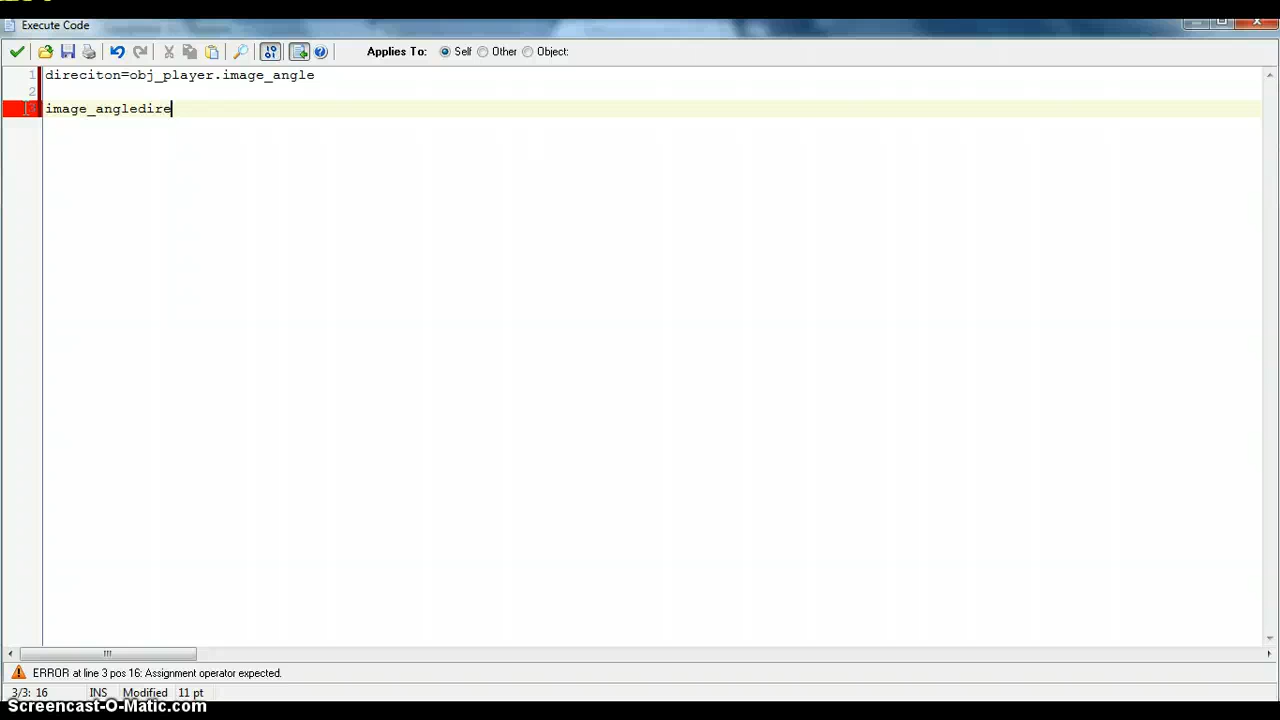 Execute Code
Applies To: Self Other Object:
1 direciton=obj_player.image_angle
2
3 image_angledire
ERROR at line 3 pos 16: Assignment operator expected.
3/3: 16 INS Modified 11 pt
Screencast-O-Matic.com